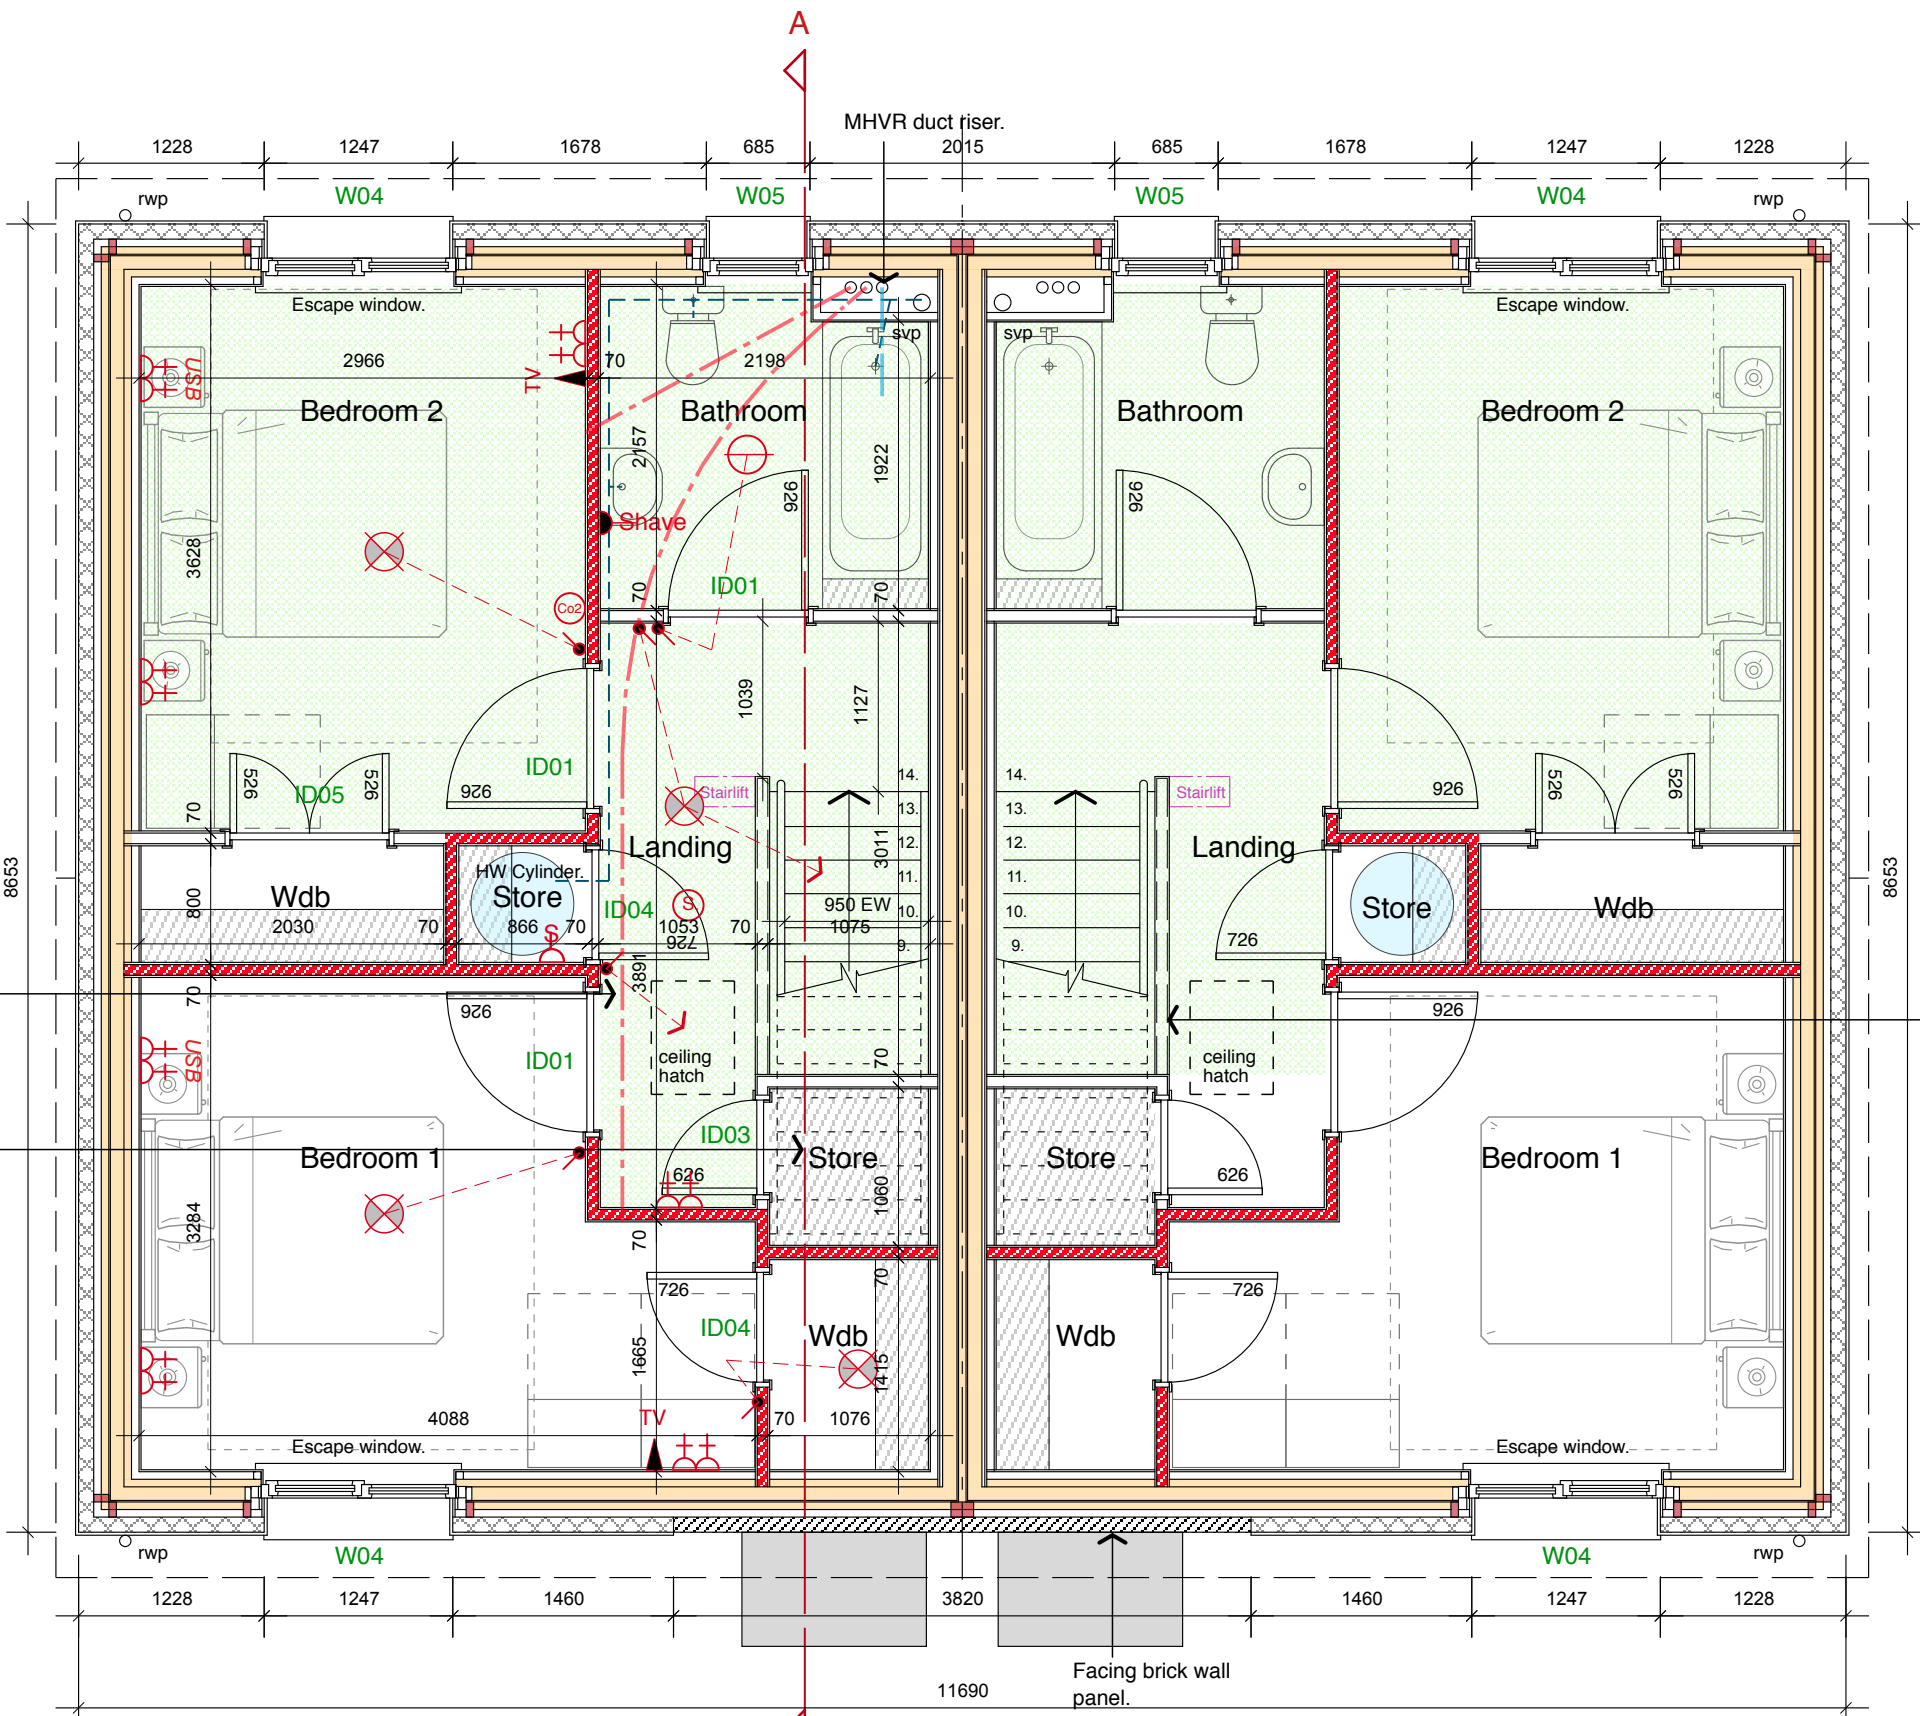 A
MHVR duct riser.
1228 1247 1678 685 2015 685 1678 1247 1228
rwp W04 W05 W05 W04 rwp
Escape window. Escape window.
svp svp
2966 70 2198
USB TV
Bedroom 2 Bathroom Bathroom Bedroom 2
2157 1922
926 926
Shave
3628
70 ID01 70
Co2
1039 1127
ID01 14. 14.
526 526 ID05 926 Stairlift Stairlift 926 526 526
70 13. 13.
Landing 12. 12. Landing
3011
8653 HW Cylinder. 11. 11. 8653
Wdb Store ID04 S 950 EW 10. 10. Store Wdb
800
2030 70 866 70 1053 70 1075
S 726 9. 9. 726
3891
70 926 926
USB ID01 ceiling ceiling
hatch hatch
70
ID03
Bedroom 1 Store Store Bedroom 1
626 626
1060
3284
70
70
726 726
ID04 Wdb Wdb
1665 1415
4088 TV 70 1076
Escape window. Escape window.
rwp W04 W04 rwp
1228 1247 1460 3820 1460 1247 1228
Facing brick wall
panel.
11690